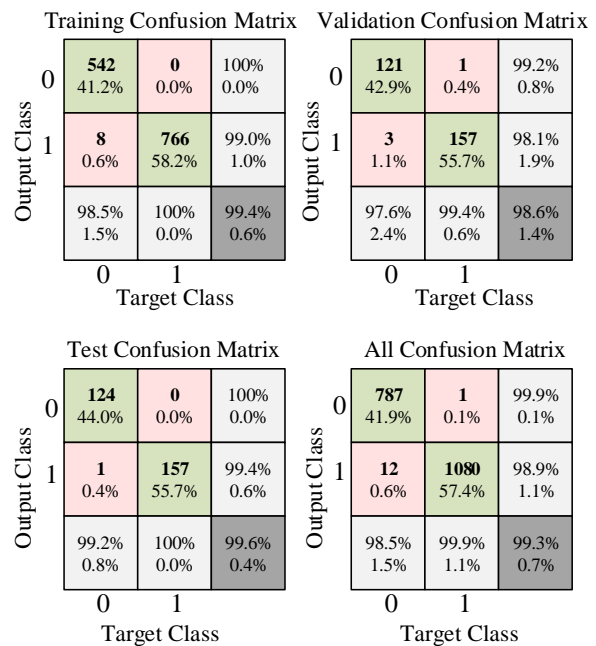 Training Confusion Matrix
Validation Confusion Matrix
542 0 100%
41.2% 0.0% 0.0%
8 766 99.0%
0.6% 58.2% 1.0%
98.5% 100% 99.4%
1.5% 0.0% 0.6%
0
1
Output Class
0 1
Target Class
121 1 99.2%
42.9% 0.4% 0.8%
3 157 98.1%
1.1% 55.7% 1.9%
97.6% 99.4% 98.6%
2.4% 0.6% 1.4%
0
1
Output Class
0 1
Target Class
Test Confusion Matrix
All Confusion Matrix
124 0 100%
44.0% 0.0% 0.0%
1 157 99.4%
0.4% 55.7% 0.6%
99.2% 100% 99.6%
0.8% 0.0% 0.4%
0
1
Output Class
0 1
Target Class
787 1 99.9%
41.9% 0.1% 0.1%
12 1080 98.9%
0.6% 57.4% 1.1%
98.5% 99.9% 99.3%
1.5% 1.1% 0.7%
0
1
Output Class
0 1
Target Class